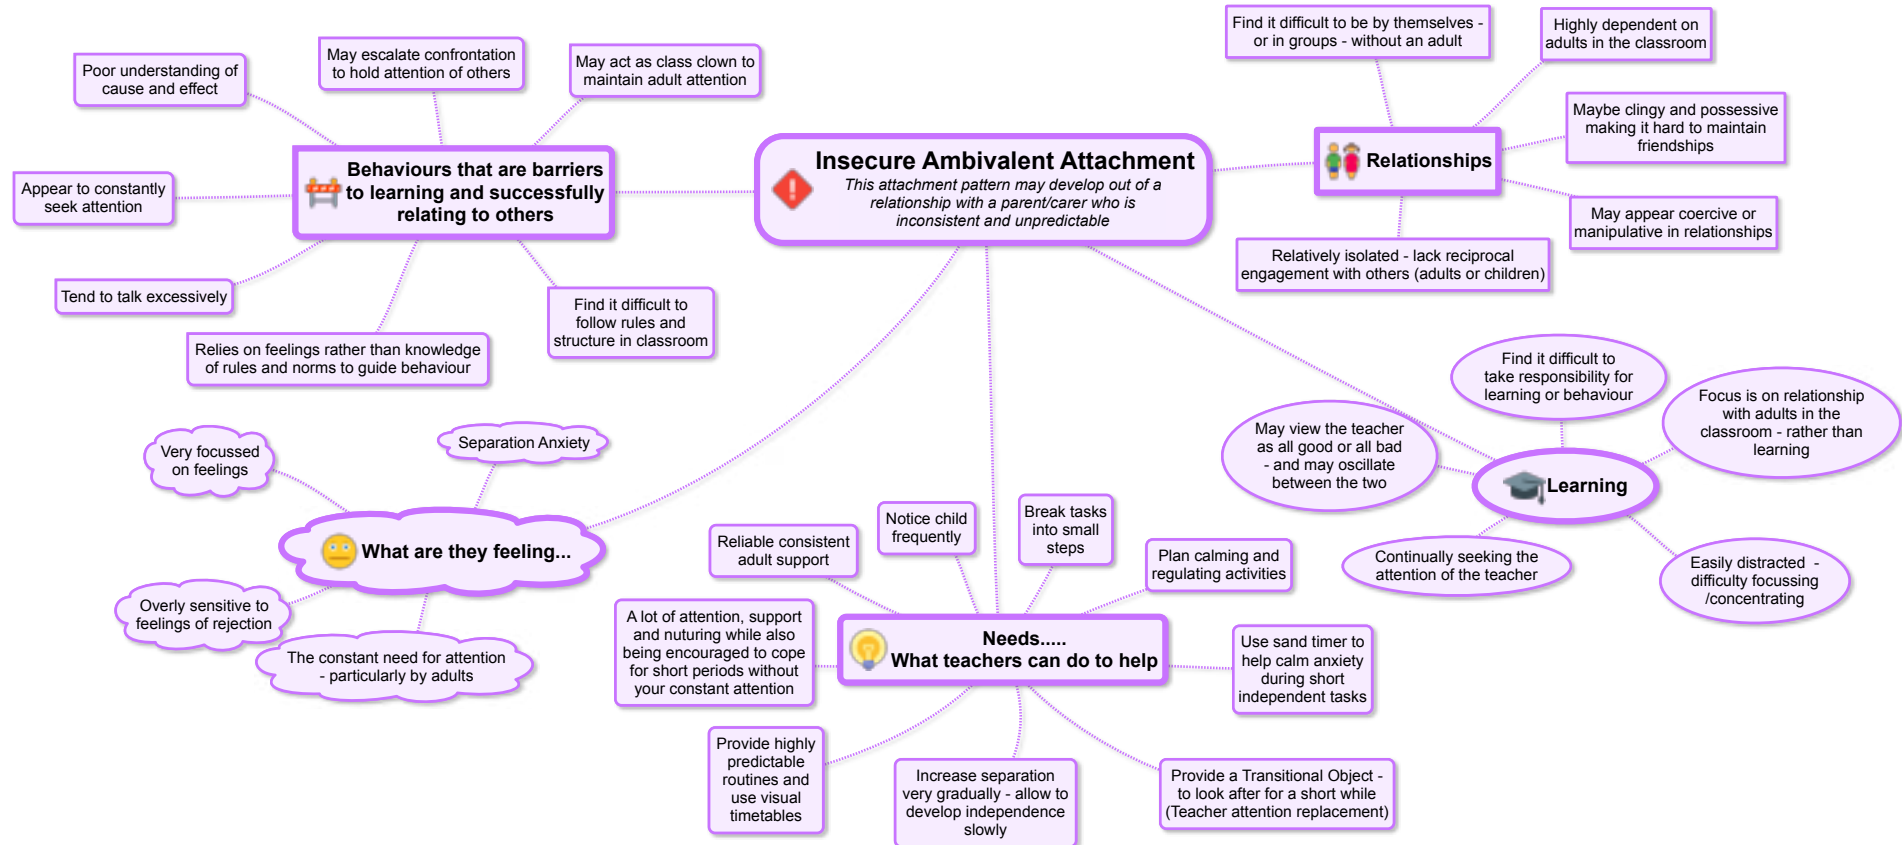 Insecure Ambivalent Attachment
This attachment pattern may develop out of a
relationship with a parent/carer who is
inconsistent and unpredictable
Behaviours that are barriers
to learning and successfully
relating to others
Poor understanding of
cause and effect
May escalate confrontation
to hold attention of others
May act as class clown to
maintain adult attention
Appear to constantly
seek attention
Tend to talk excessively
Relies on feelings rather than knowledge
of rules and norms to guide behaviour
Find it difficult to
follow rules and
structure in classroom
Relationships
Find it difficult to be by themselves -
or in groups - without an adult
Highly dependent on
adults in the classroom
Maybe clingy and possessive
making it hard to maintain
friendships
May appear coercive or
manipulative in relationships
Relatively isolated - lack reciprocal
engagement with others (adults or children)
Learning
Find it difficult to
take responsibility for
learning or behaviour
Focus is on relationship
with adults in the
classroom - rather than
learning
May view the teacher
as all good or all bad
- and may oscillate
between the two
Continually seeking the
attention of the teacher
Easily distracted -
difficulty focussing
/concentrating
What are they feeling...
Very focussed
on feelings
Separation Anxiety
Overly sensitive to
feelings of rejection
The constant need for attention
- particularly by adults
Needs.....
What teachers can do to help
Reliable consistent
adult support
Notice child
frequently
Break tasks
into small
steps
Plan calming and
regulating activities
A lot of attention, support
and nuturing while also
being encouraged to cope
for short periods without
your constant attention
Use sand timer to
help calm anxiety
during short
independent tasks
Provide highly
predictable
routines and
use visual
timetables
Increase separation
very gradually - allow to
develop independence
slowly
Provide a Transitional Object -
to look after for a short while
(Teacher attention replacement)